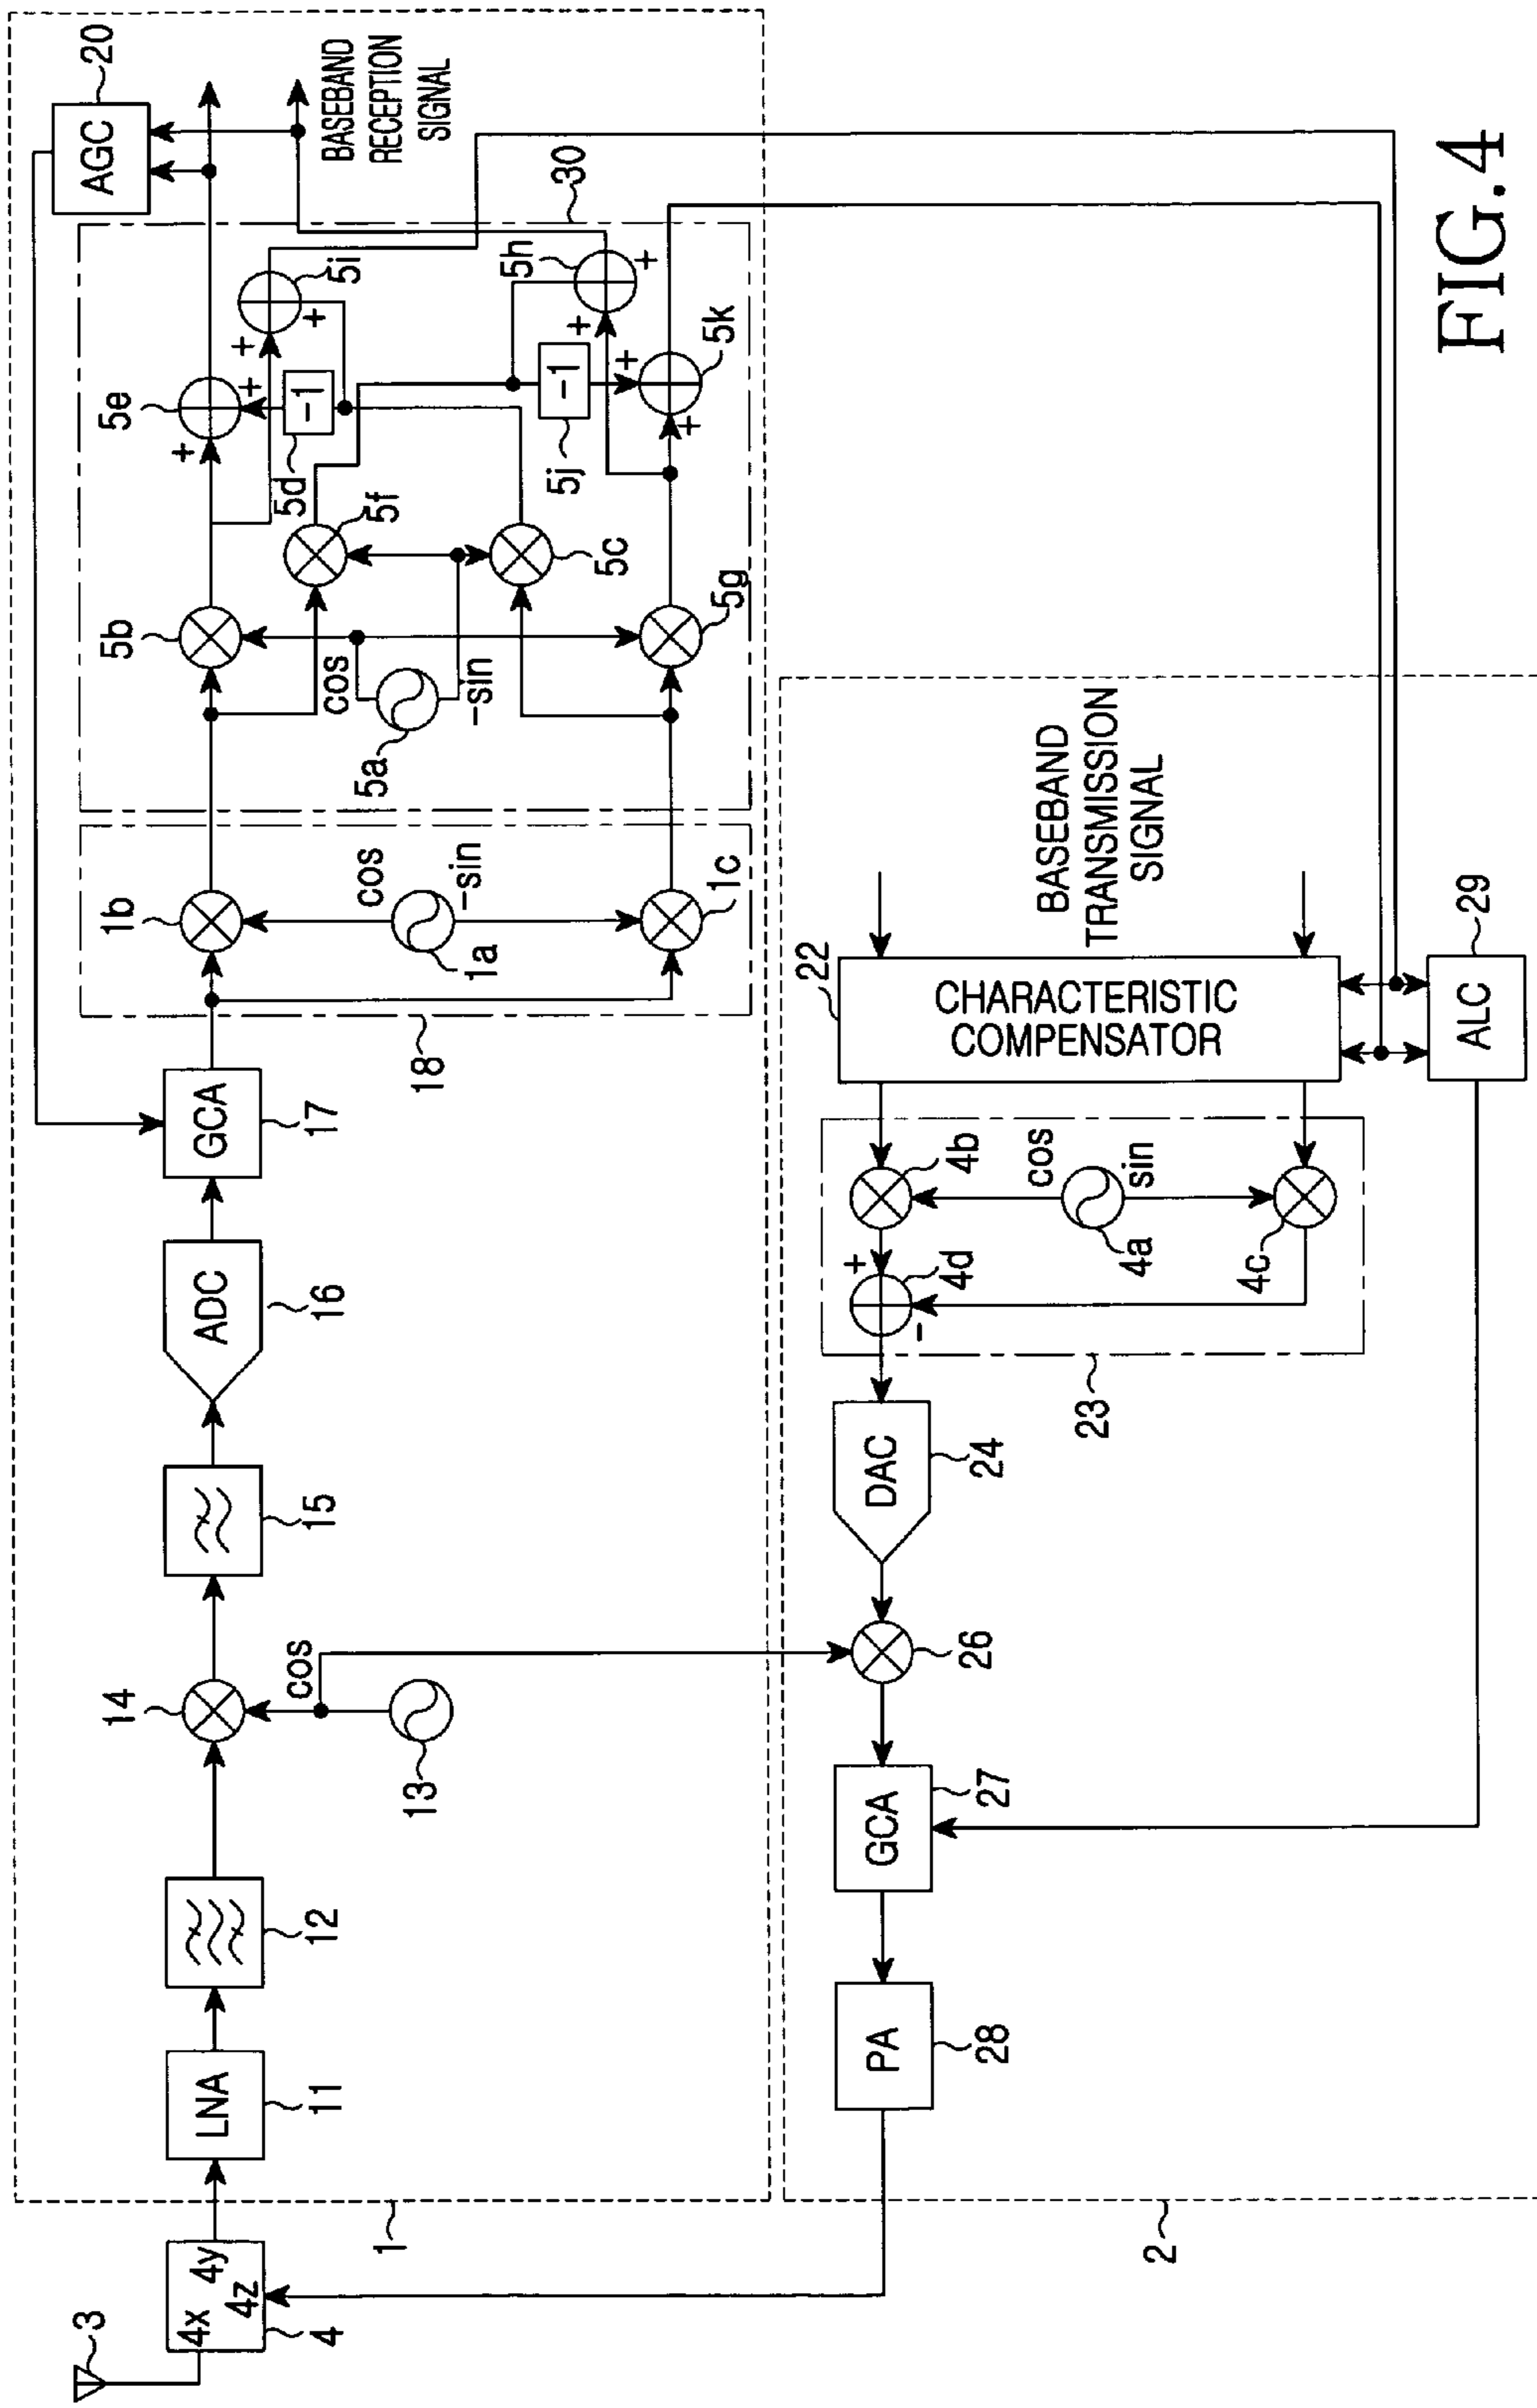 FIG.4
3
4x
4y
4z
4
1
LNA
11
12
14
cos
13
15
ADC
16
GCA
17
18
1b
cos
1a
-sin
1c
5b
cos
5a
-sin
5g
5e
+
+
-1
5d
5f
5c
5i
+
+
5h
+
+
-1
5j
+
+
5k
30
AGC
20
BASEBAND
RECEPTION
SIGNAL
2
PA
28
GCA
27
26
DAC
24
23
+
-
4d
4b
cos
4a
sin
4c
22
CHARACTERISTIC
COMPENSATOR
BASEBAND
TRANSMISSION
SIGNAL
ALC
29